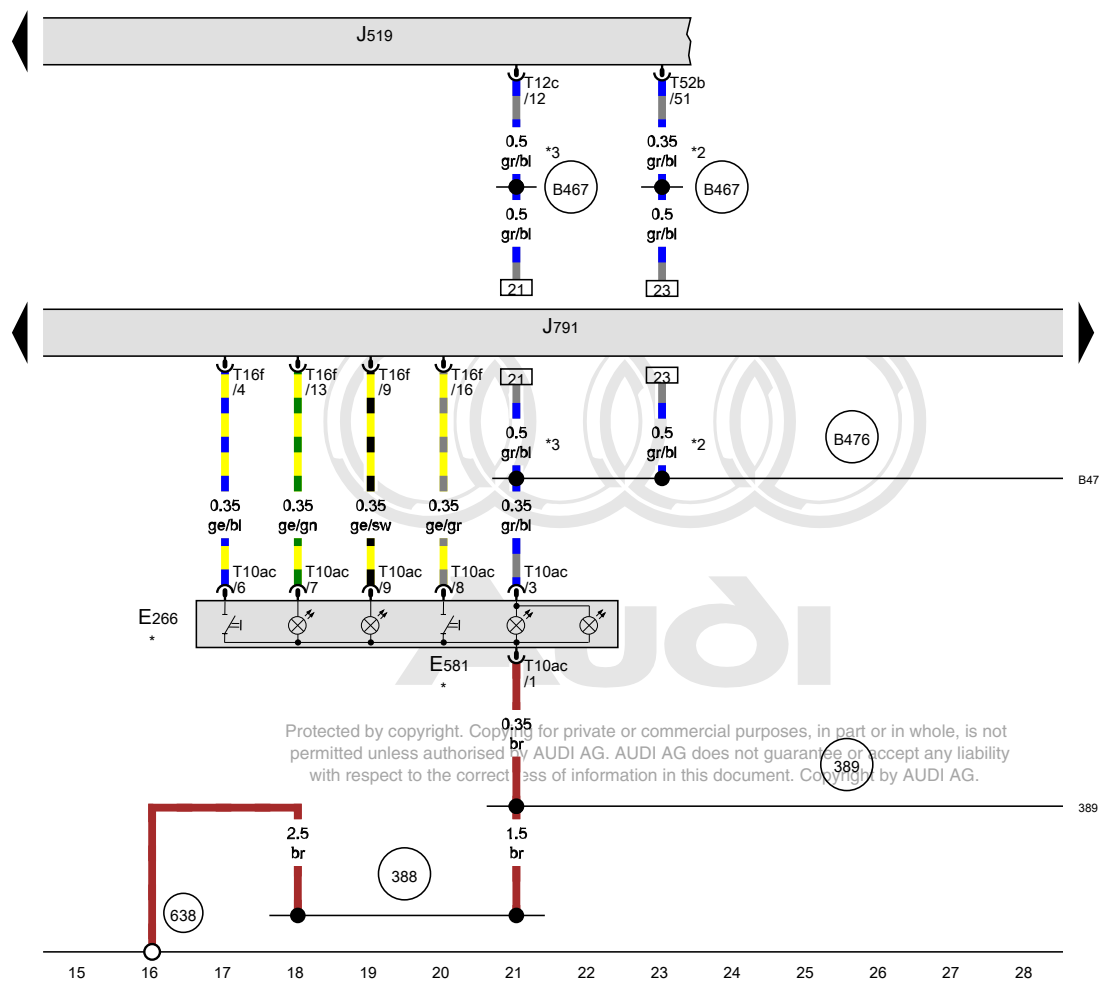 J519
T12c
/12
T52b
/51
0.5
gr/bl
*3
B467
0.35
gr/bl
*2
B467
0.5
gr/bl
0.5
gr/bl
21
23
J791
T16f
/4
T16f
/13
T16f
/9
T16f
/16
21
23
0.5
gr/bl
*3
0.5
gr/bl
*2
B476
B47
0.35
ge/bl
0.35
ge/gn
0.35
ge/sw
0.35
ge/gr
0.35
gr/bl
T10ac
/6
T10ac
/7
T10ac
/9
T10ac
/8
T10ac
/3
E266
*
E581
*
T10ac
/1
AUDI
0.35
br
Protected by copyright. Copying for private or commercial purposes, in part or in whole, is not
permitted unless authorised by AUDI AG. AUDI AG does not guarantee or accept any liability
with respect to the correctness of information in this document. Copyright by AUDI AG.
389
389
2.5
br
1.5
br
388
638
15 16 17 18 19 20 21 22 23 24 25 26 27 28